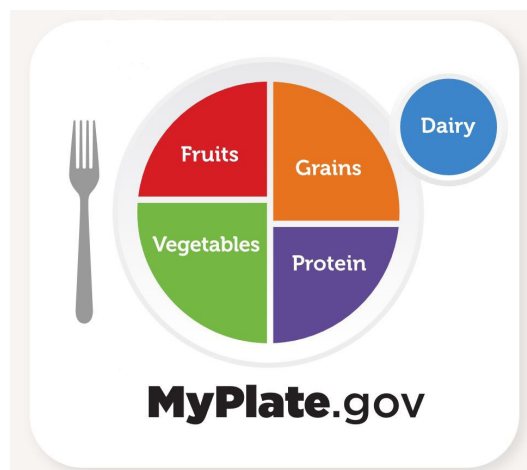 Fruits
Grains
Dairy
Vegetables
Protein
MyPlate.gov